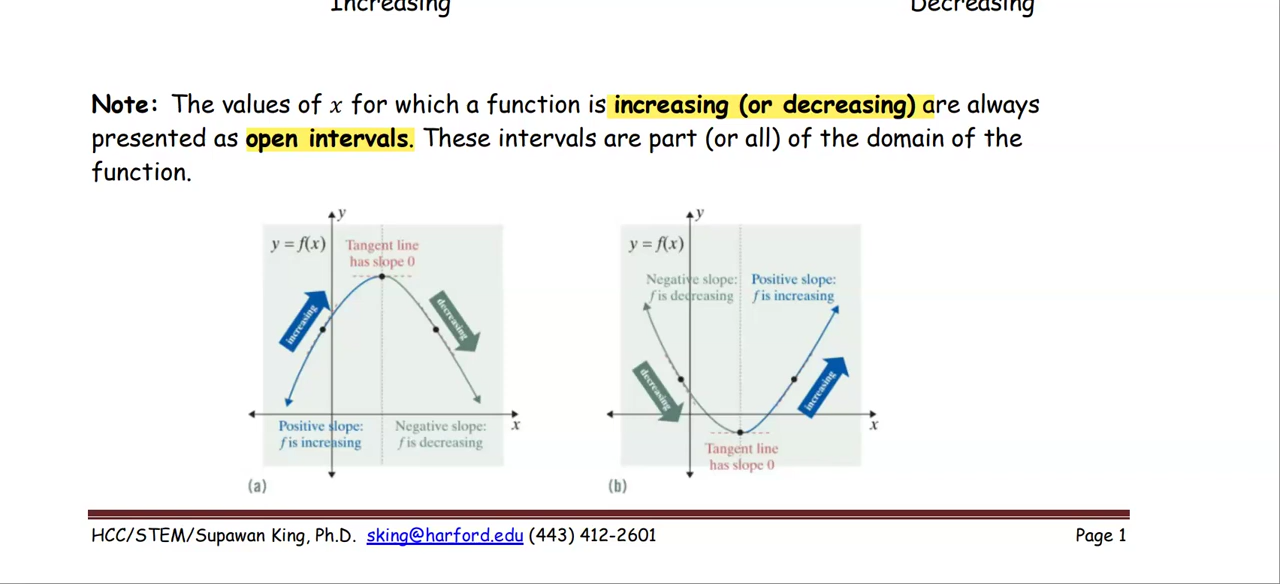 Increasing Decreasing
Note: The values of x for which a function is increasing (or decreasing) are always
presented as open intervals. These intervals are part (or all) of the domain of the
function.
y
y = f(x)
Tangent line
has slope 0
increasing
decreasing
Positive slope:
f is increasing
Negative slope:
f is decreasing
x
(a)
y
y = f(x)
Negative slope:
f is decreasing
Positive slope:
f is increasing
decreasing
increasing
x
Tangent line
has slope 0
(b)
HCC/STEM/Supawan King, Ph.D. sking@harford.edu (443) 412-2601 Page 1